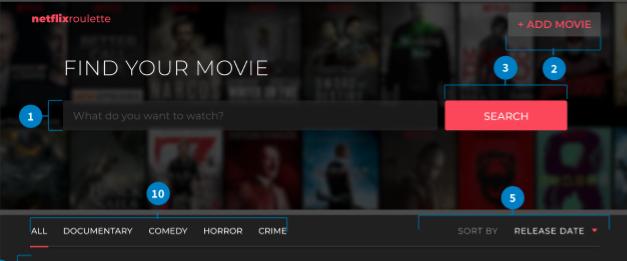 netflixroulette
+ ADD MOVIE
2
FIND YOUR MOVIE
3
1
What do you want to watch?
SEARCH
10
5
ALL DOCUMENTARY COMEDY HORROR CRIME
SORT BY RELEASE DATE